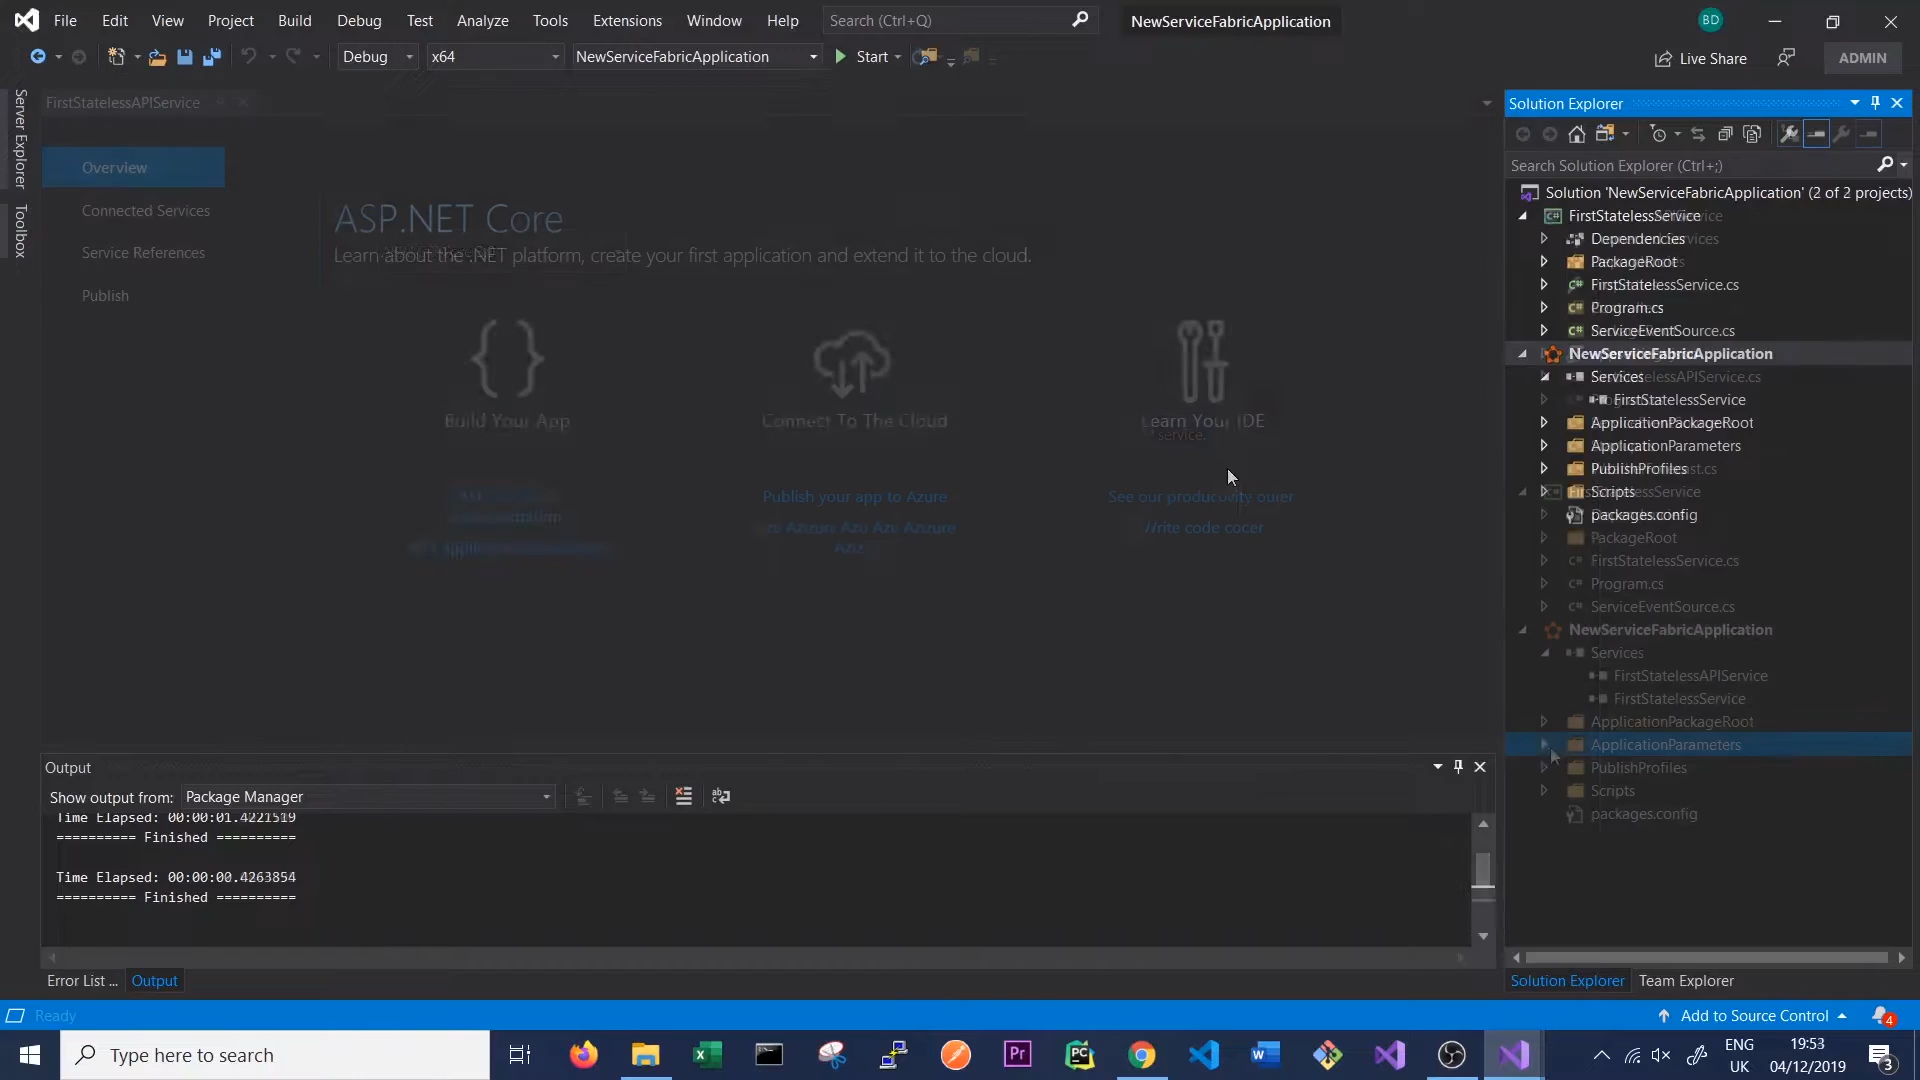 File Edit View Project Build Debug Test Analyze Tools Extensions Window Help Search (Ctrl+Q) NewServiceFabricApplication BD
Debug x64 NewServiceFabricApplication Start Live Share ADMIN
Server Explorer
Toolbox
FirstStatelessAPIService
Overview
Connected Services
Service References
Publish
ASP.NET Core
Learn about the .NET platform, create your first application and extend it to the cloud.
Build Your App
Connect To The Cloud
Learn Your IDE
service.
Publish your app to Azure
See our productivity
Output
Show output from: Package Manager
Time Elapsed: 00:00:01.4221519
========== Finished ==========
Time Elapsed: 00:00:00.4263854
========== Finished ==========
Error List ... Output
Solution Explorer
Search Solution Explorer (Ctrl+;)
Solution 'NewServiceFabricApplication' (2 of 2 projects)
FirstStatelessService
Dependencies
PackageRoot
FirstStatelessService.cs
Program.cs
ServiceEventSource.cs
NewServiceFabricApplication
Services
FirstStatelessService
ApplicationPackageRoot
ApplicationParameters
PublishProfiles
Scripts
packages.config
PackageRoot
FirstStatelessService.cs
Program.cs
ServiceEventSource.cs
NewServiceFabricApplication
Services
FirstStatelessAPIService
FirstStatelessService
ApplicationPackageRoot
ApplicationParameters
PublishProfiles
Scripts
packages.config
Solution Explorer Team Explorer
Ready Add to Source Control 4
Type here to search
ENG
UK
19:53
04/12/2019
3